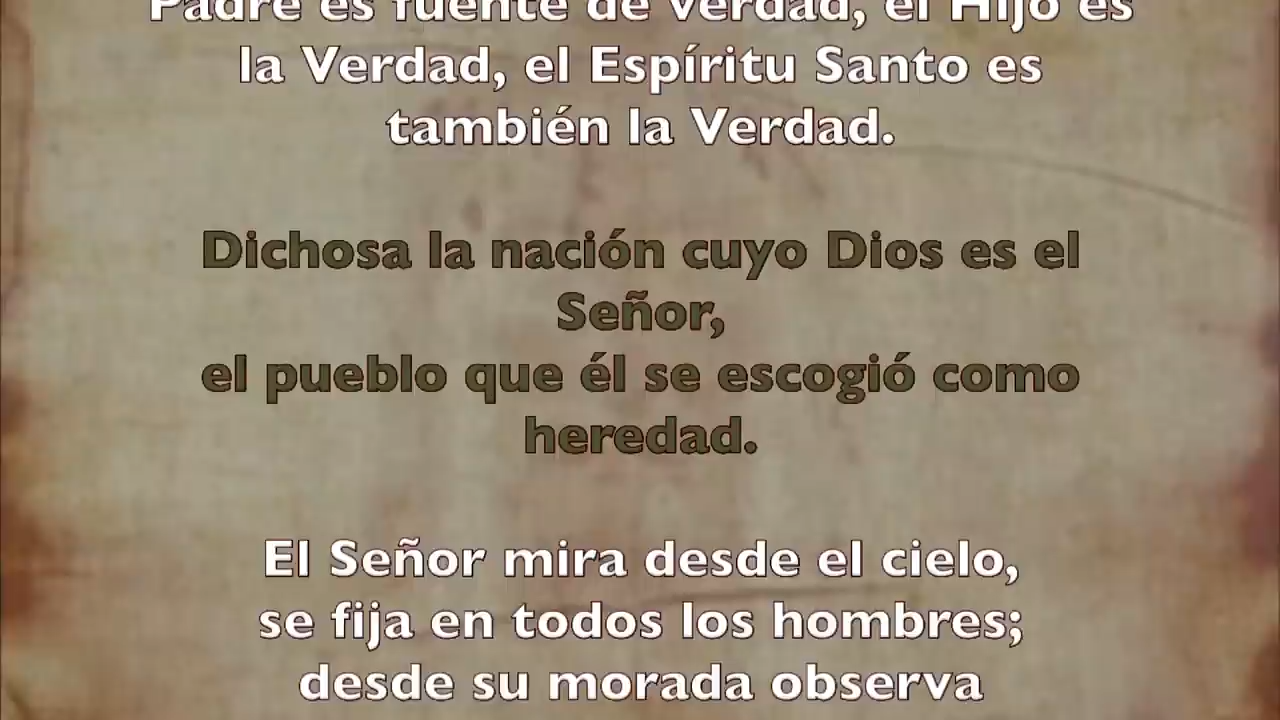 Padre es fuente de verdad, el Hijo es
la Verdad, el Espíritu Santo es
también la Verdad.
Dichosa la nación cuyo Dios es el
Señor,
el pueblo que él se escogió como
heredad.
El Señor mira desde el cielo,
se fija en todos los hombres;
desde su morada observa